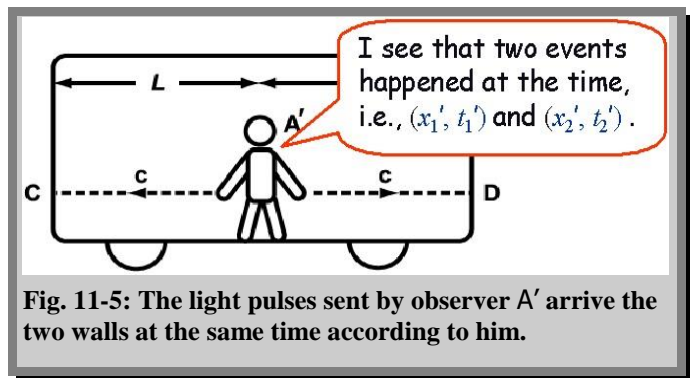 I see that two events
happened at the time,
i.e., (x₁', t₁') and (x₂', t₂') .
L
A'
c
c
C
D
Fig. 11-5: The light pulses sent by observer A′ arrive the
two walls at the same time according to him.